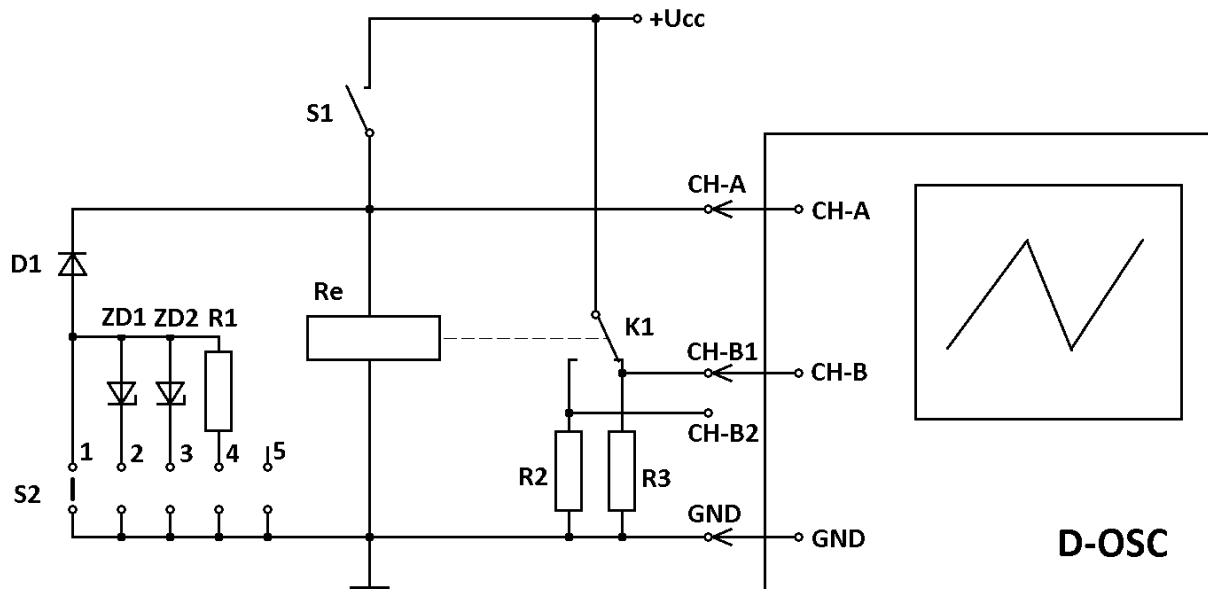 +Ucc
S1
CH-A
CH-A
D1
Re
ZD1 ZD2 R1
K1
CH-B1
CH-B
CH-B2
1 2 3 4 5
S2
R2
R3
GND
GND
D-OSC